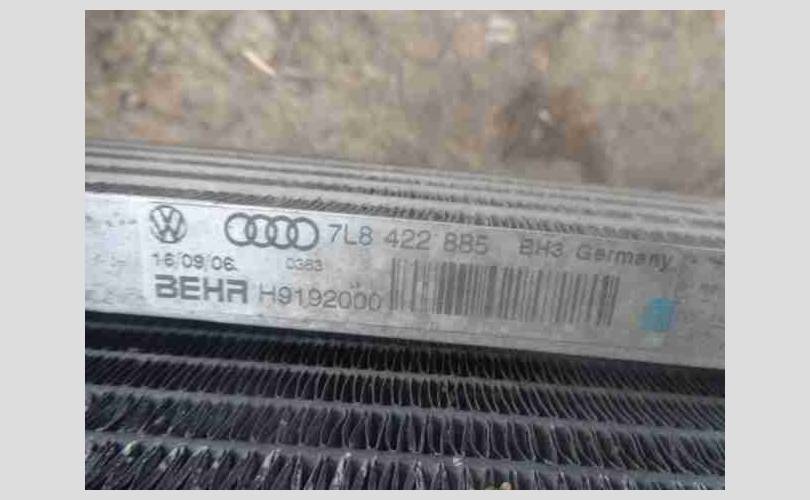 7L8 422 885 BH3 Germany
16 09 06 0363
BEHR H9192000